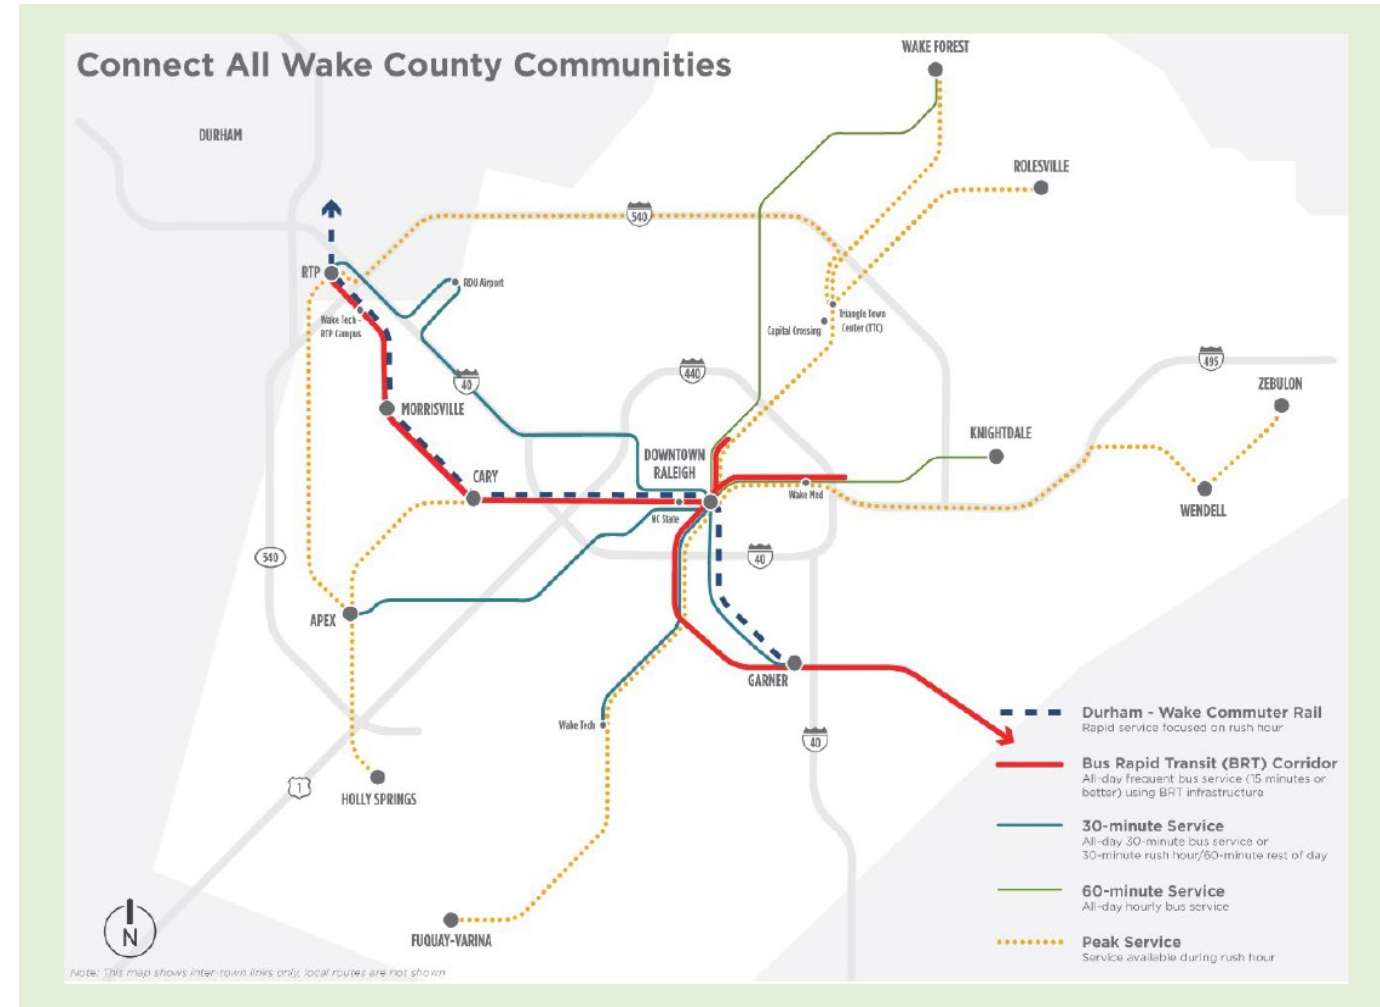 Connect All Wake County Communities
WAKE FOREST
DURHAM
ROLESVILLE
540
RTP
RDU Airport
Wake Tech -
RTP Campus
Triangle Town
Center (TTC)
Capital Crossing
495
440
40
ZEBULON
MORRISVILLE
KNIGHTDALE
DOWNTOWN
RALEIGH
CARY
Wake Med
WENDELL
NC State
540
40
APEX
GARNER
Wake Tech
40
1
HOLLY SPRINGS
FUQUAY-VARINA
N
Durham - Wake Commuter Rail
Rapid service focused on rush hour
Bus Rapid Transit (BRT) Corridor
All-day frequent bus service (15 minutes or
better) using BRT infrastructure
30-minute Service
All-day 30-minute bus service or
30-minute rush hour/60-minute rest of day
60-minute Service
All-day hourly bus service
Peak Service
Service available during rush hour
Note: This map shows inter-town links only, local routes are not shown